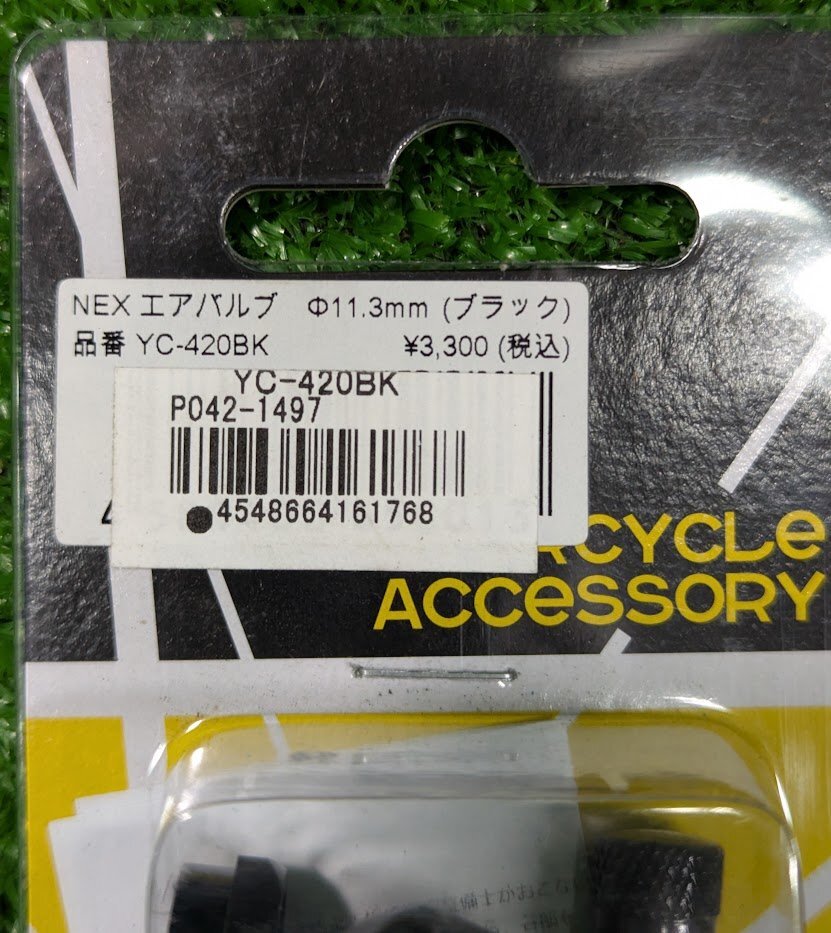 NEX エアバルブ Φ11.3mm (ブラック)
品番 YC-420BK ¥3,300 (税込)
YC-420BK
P042-1497
4548664161768
RCYCLe
ACCeSSORY